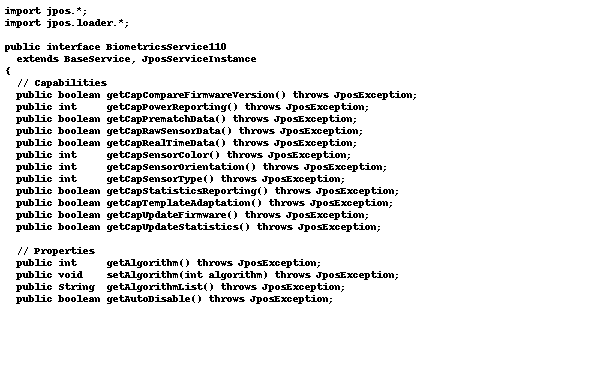 import jpos.*;
import jpos.loader.*;

public interface BiometricsService110
  extends BaseService, JposServiceInstance
{
  // Capabilities
  public boolean getCapCompareFirmwareVersion() throws JposException;
  public int     getCapPowerReporting() throws JposException;
  public boolean getCapPrematchData() throws JposException;
  public boolean getCapRawSensorData() throws JposException;
  public boolean getCapRealTimeData() throws JposException;
  public int     getCapSensorColor() throws JposException;
  public int     getCapSensorOrientation() throws JposException;
  public int     getCapSensorType() throws JposException;
  public boolean getCapStatisticsReporting() throws JposException;
  public boolean getCapTemplateAdaptation() throws JposException;
  public boolean getCapUpdateFirmware() throws JposException;
  public boolean getCapUpdateStatistics() throws JposException;

  // Properties
  public int     getAlgorithm() throws JposException;
  public void    setAlgorithm(int algorithm) throws JposException;
  public String  getAlgorithmList() throws JposException;
  public boolean getAutoDisable() throws JposException;